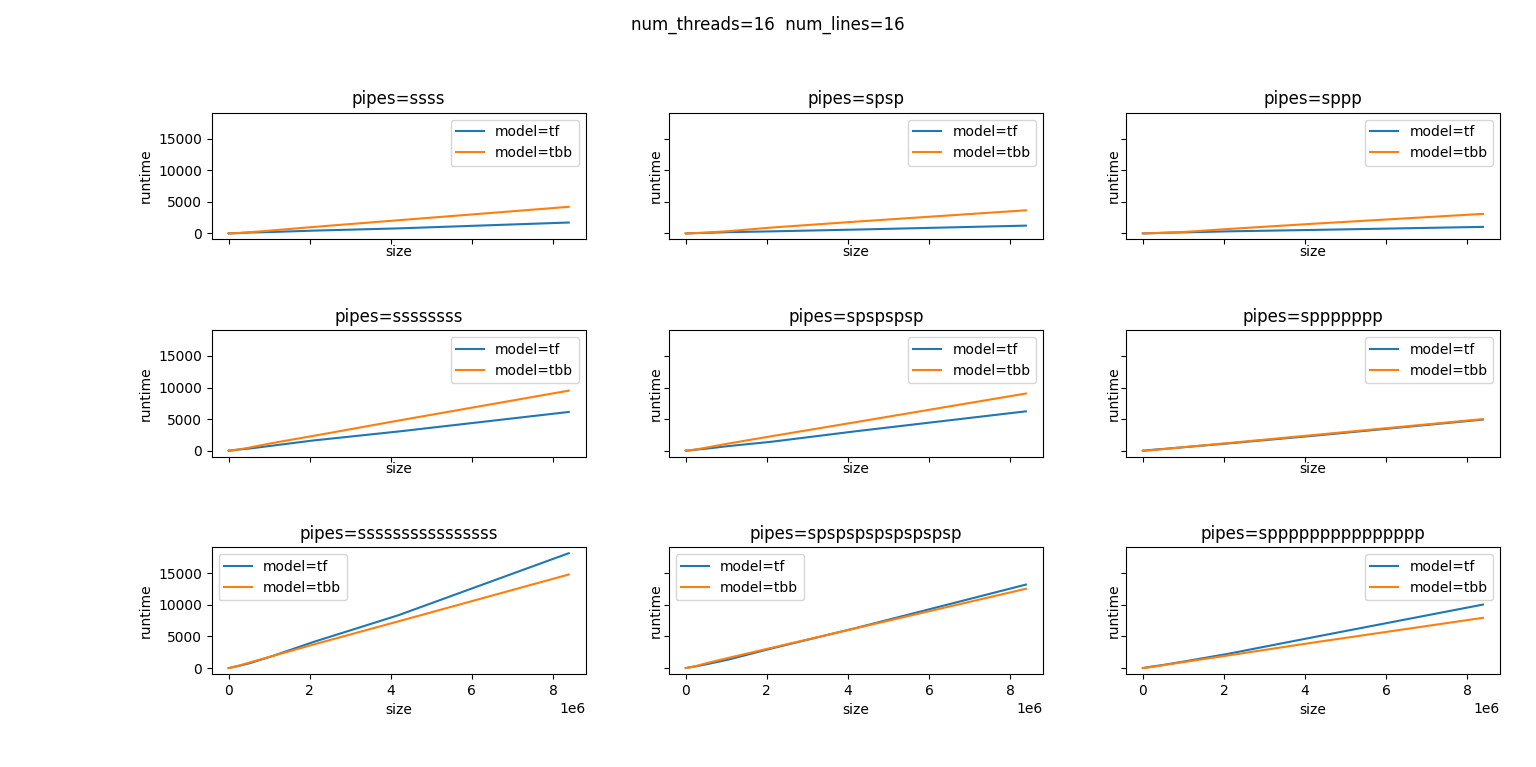 num_threads=16  num_lines=16
pipes=ssss
pipes=spsp
pipes=sppp
model=tf
model=tbb
model=tf
model=tbb
model=tf
model=tbb
15000
10000
5000
0
runtime
runtime
runtime
size
size
size
pipes=ssssssss
pipes=spspspsp
pipes=sppppppp
model=tf
model=tbb
model=tf
model=tbb
model=tf
model=tbb
15000
10000
5000
0
runtime
runtime
runtime
size
size
size
pipes=ssssssssssssssss
pipes=spspspspspspspsp
pipes=sppppppppppppppp
model=tf
model=tbb
model=tf
model=tbb
model=tf
model=tbb
15000
10000
5000
0
runtime
runtime
runtime
0 2 4 6 8
0 2 4 6 8
0 2 4 6 8
size
1e6
size
1e6
size
1e6